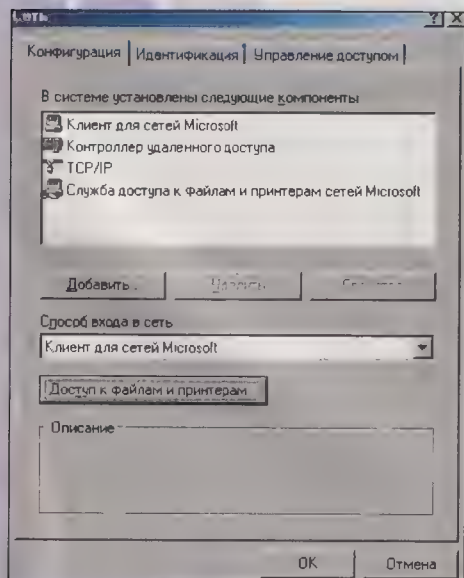 Сеть
Конфигурация Идентификация Управление доступом
В системе установлены следующие компоненты
Клиент для сетей Microsoft
Контроллер удаленного доступа
TCP/IP
Служба доступа к файлам и принтерам сетей Microsoft
Добавить... Удалить
Способ входа в сеть
Клиент для сетей Microsoft
Доступ к файлам и принтерам
Описание
OK Отмена